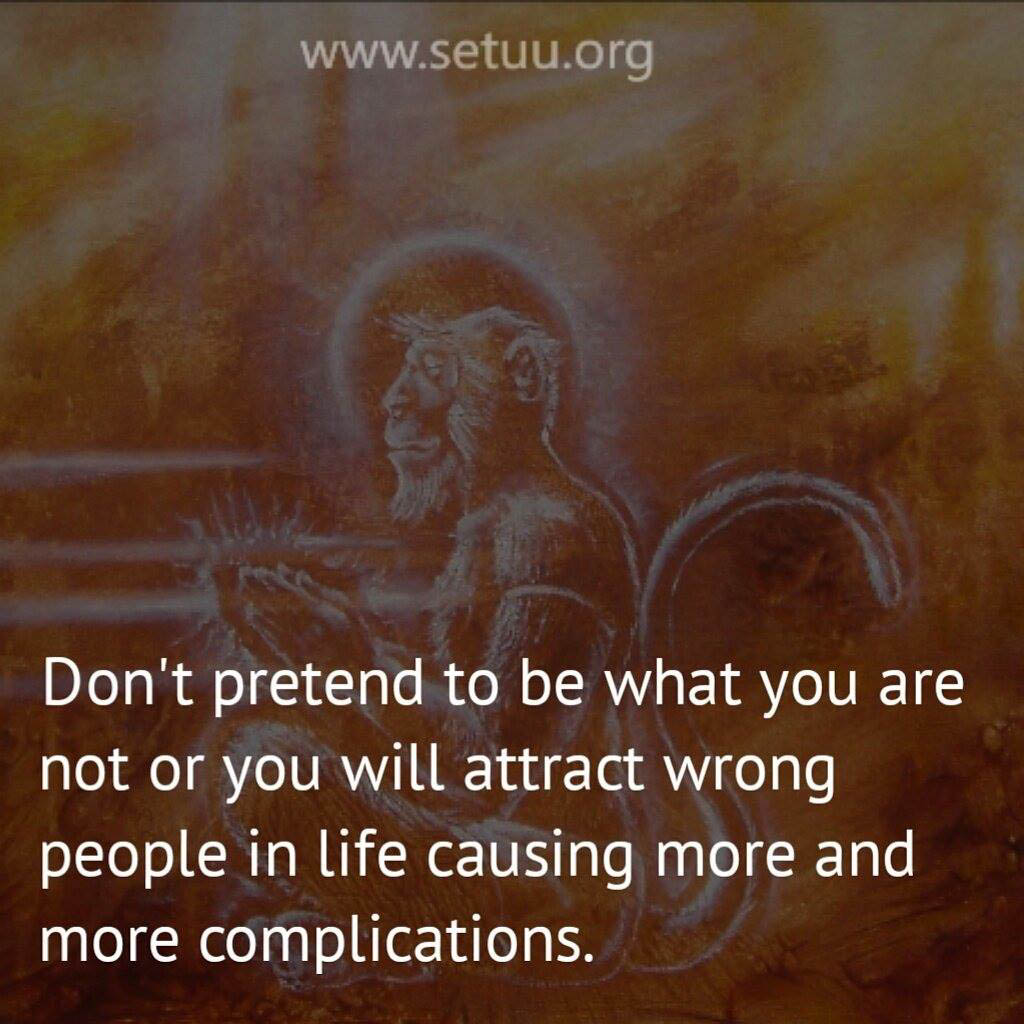 www.setuu.org
Don't pretend to be what you are
not or you will attract wrong
people in life causing more and
more complications.